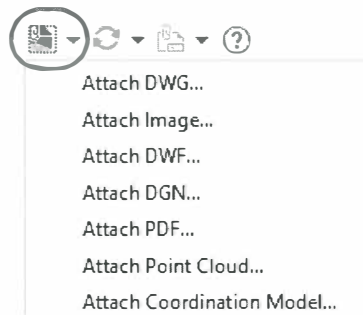 Attach DWG...
Attach Image...
Attach DWF...
Attach DGN...
Attach PDF...
Attach Point Cloud...
Attach Coordination Model...